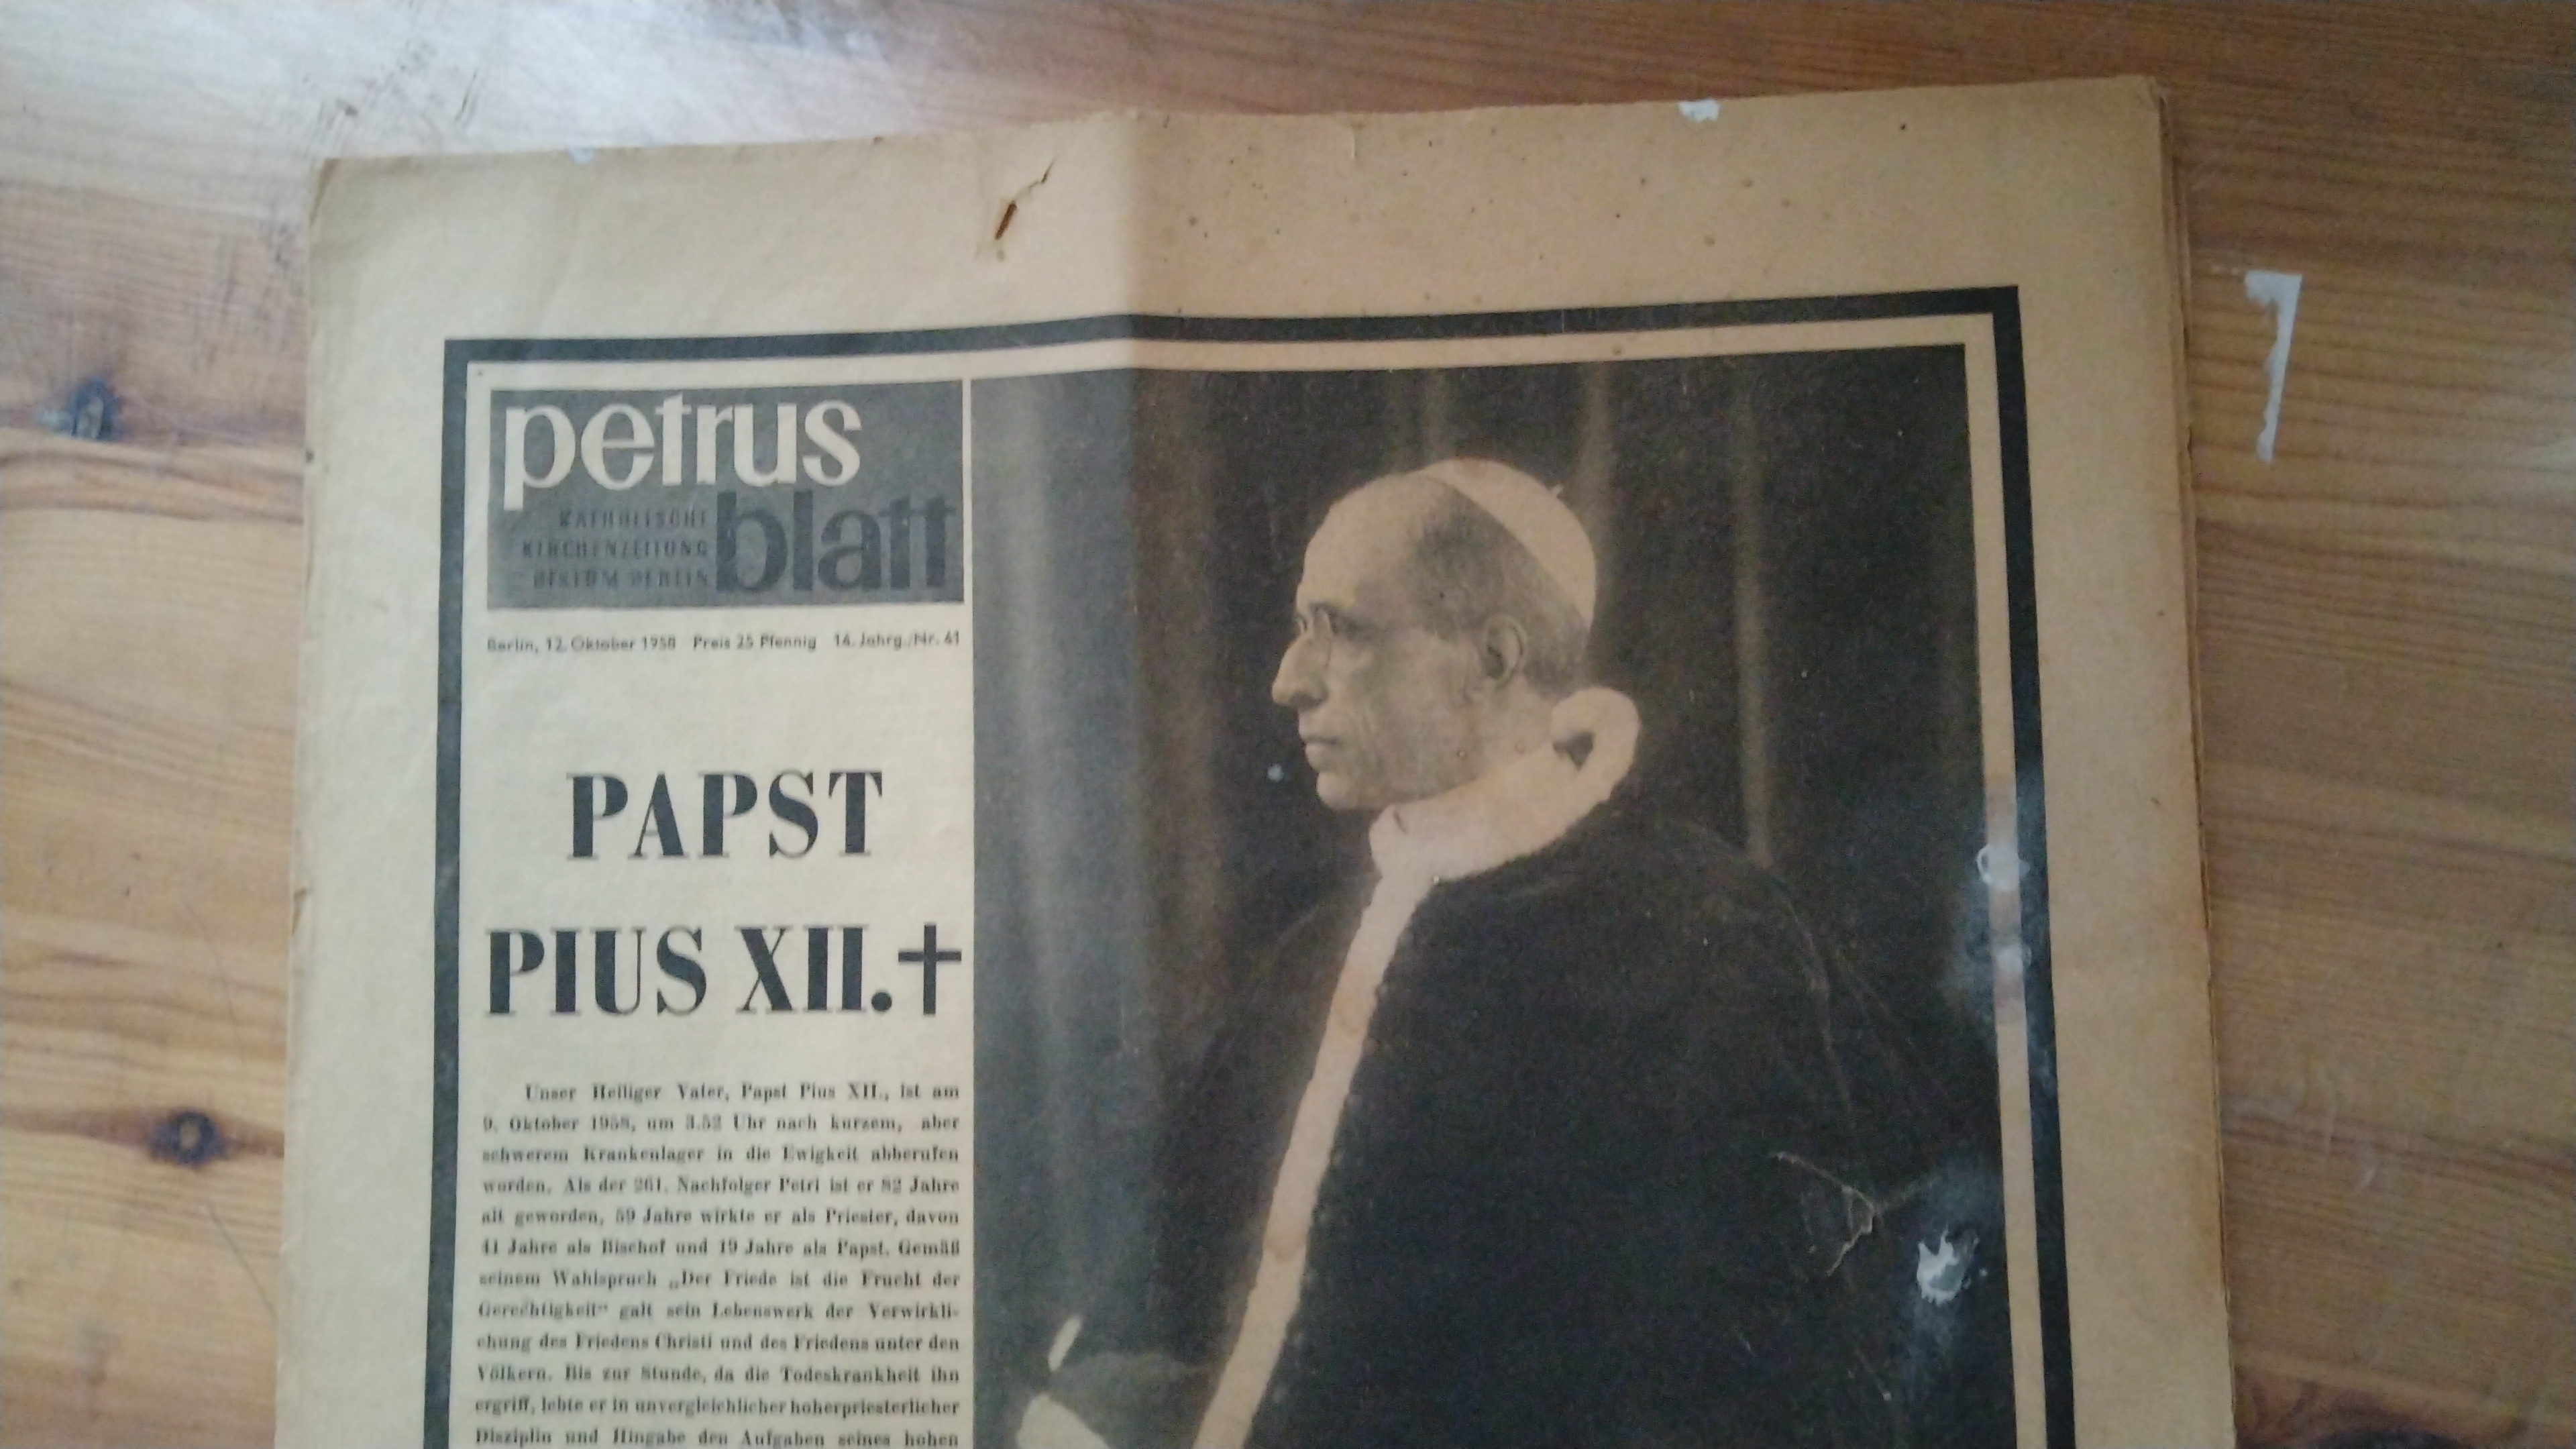 petrus
blatt
KATHOLISCHE
KIRCHENZEITUNG
BISTUM BERLIN
Berlin, 12. Oktober 1958 Preis 25 Pfennig 14. Jahrg./Nr. 41
PAPST
PIUS XII.✝
Unser Heiliger Vater, Papst Pius XII., ist am
9. Oktober 1958, um 3.52 Uhr nach kurzem, aber
schwerem Krankenlager in die Ewigkeit abberufen
worden. Als der 261. Nachfolger Petri ist er 82 Jahre
alt geworden, 59 Jahre wirkte er als Priester, davon
41 Jahre als Bischof und 19 Jahre als Papst. Gemäß
seinem Wahlspruch „Der Friede ist die Frucht der
Gerechtigkeit“ galt sein Lebenswerk der Verwirkli-
chung des Friedens Christi und des Friedens unter den
Völkern. Bis zur Stunde, da die Todeskrankheit ihn
ergriff, lebte er in unvergleichlicher hoherpriesterlicher
Disziplin und Hingabe den Aufgaben seines hohen